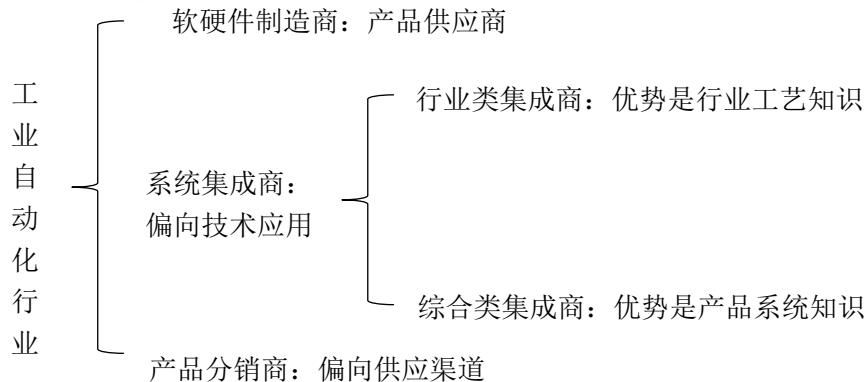 软硬件制造商：产品供应商
行业类集成商：优势是行业工艺知识
工业自动化行业
系统集成商：
偏向技术应用
综合类集成商：优势是产品系统知识
产品分销商：偏向供应渠道